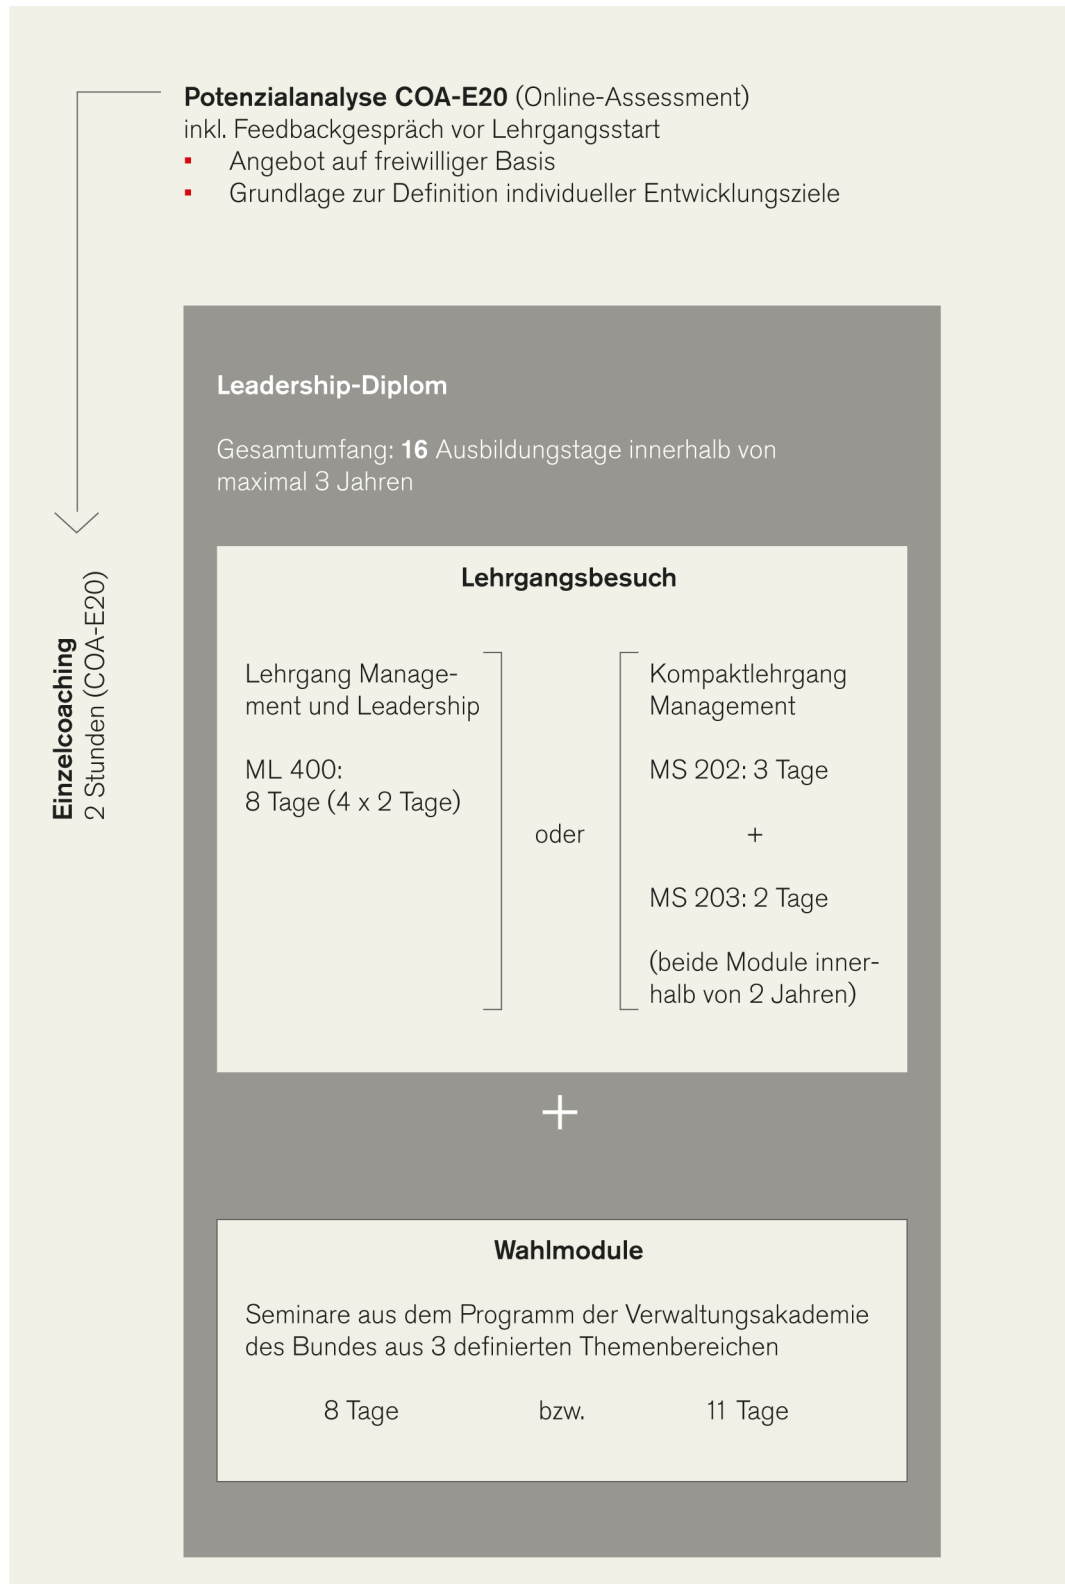 Potenzialanalyse COA-E20 (Online-Assessment)
inkl. Feedbackgespräch vor Lehrgangsstart
▪ Angebot auf freiwilliger Basis
▪ Grundlage zur Definition individueller Entwicklungsziele
Einzelcoaching
2 Stunden (COA-E20)
Leadership-Diplom
Gesamtumfang: 16 Ausbildungstage innerhalb von
maximal 3 Jahren
Lehrgangsbesuch
Lehrgang Manage-
ment und Leadership
ML 400:
8 Tage (4 x 2 Tage)
oder
Kompaktlehrgang
Management
MS 202: 3 Tage
+
MS 203: 2 Tage
(beide Module inner-
halb von 2 Jahren)
+
Wahlmodule
Seminare aus dem Programm der Verwaltungsakademie
des Bundes aus 3 definierten Themenbereichen
8 Tage bzw. 11 Tage